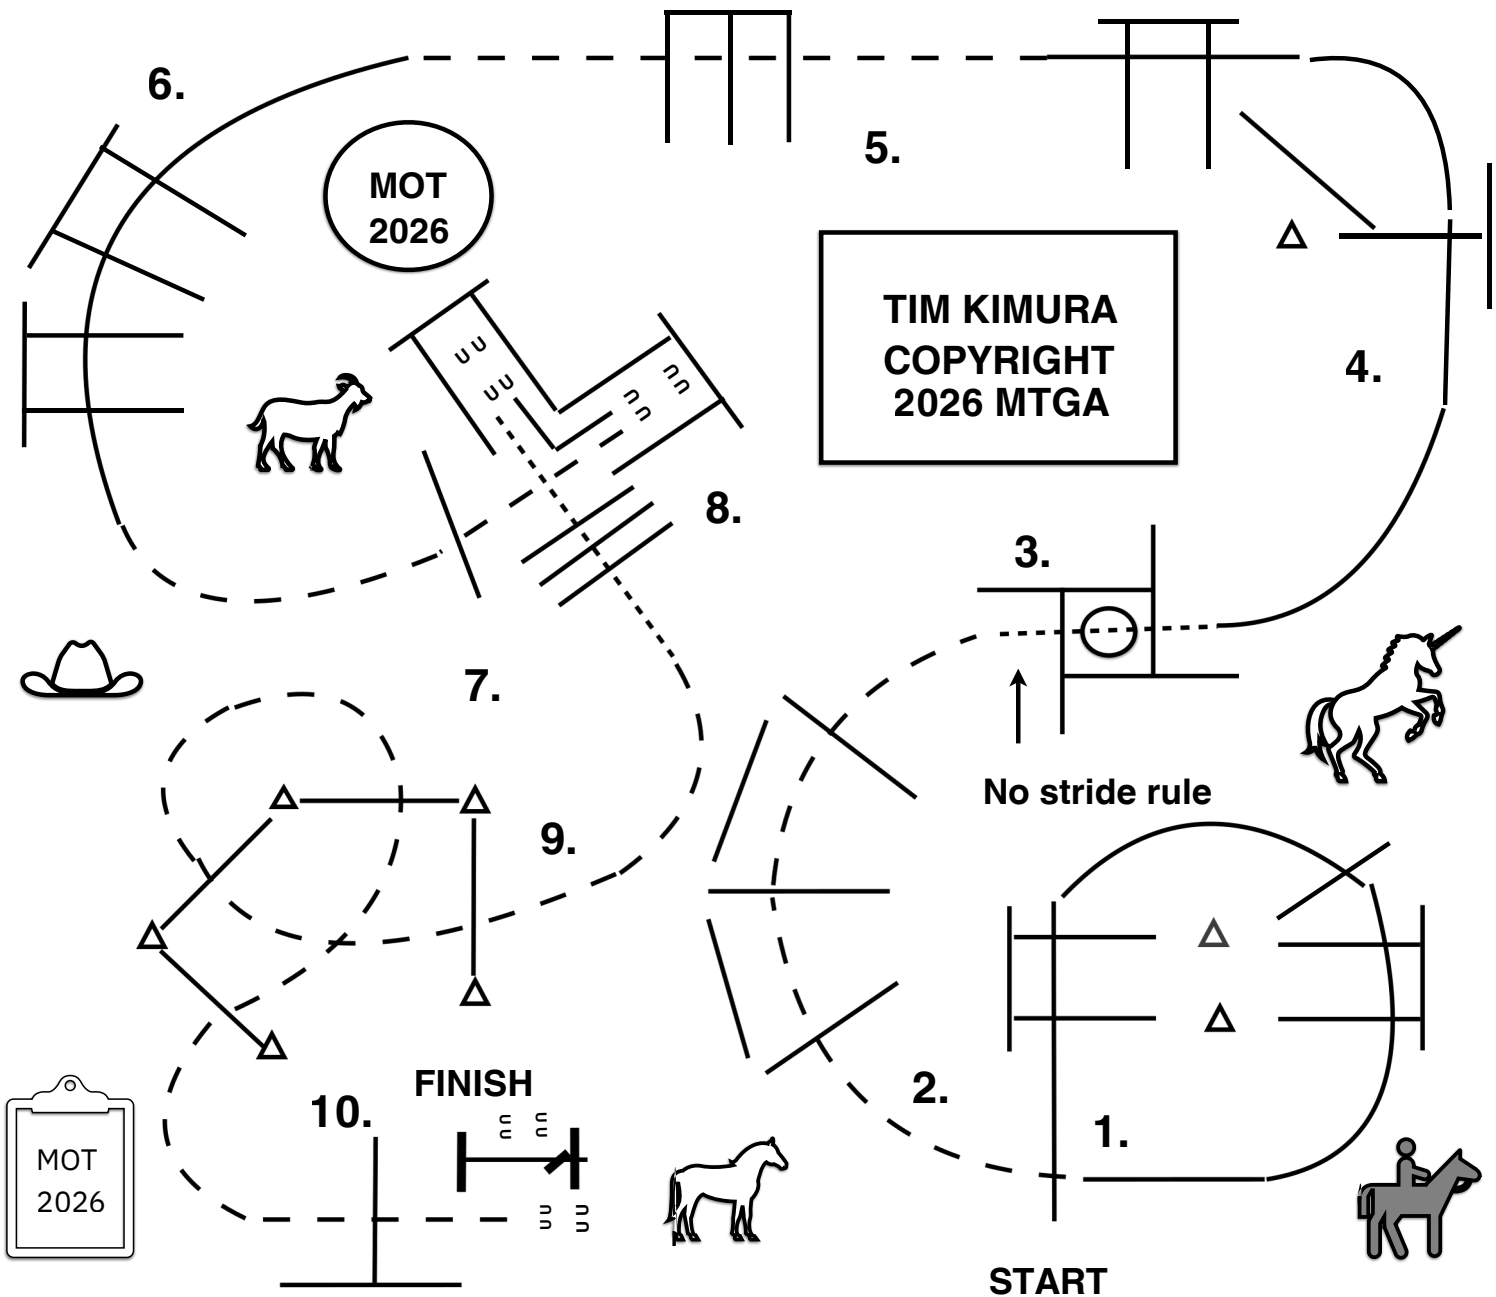 6.
MOT
2026
5.
TIM KIMURA
COPYRIGHT
2026 MTGA
4.
8.
3.
7.
No stride rule
9.
FINISH
2.
10.
1.
MOT
2026
START